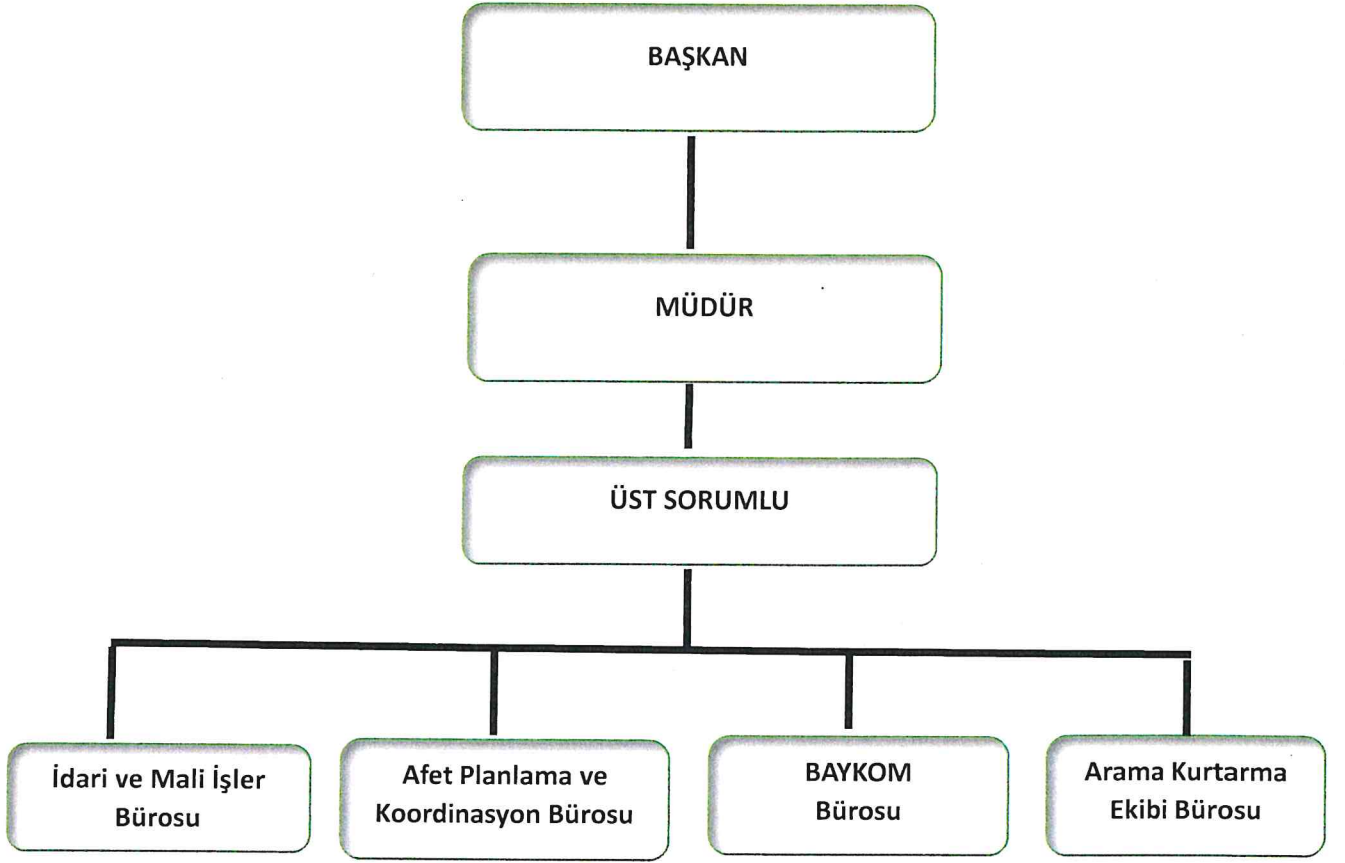 BAŞKAN
MÜDÜR
ÜST SORUMLU
İdari ve Mali İşler
Bürosu
Afet Planlama ve
Koordinasyon Bürosu
BAYKOM
Bürosu
Arama Kurtarma
Ekibi Bürosu